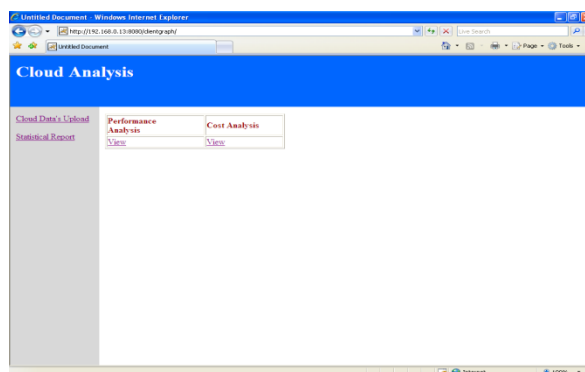 Untitled Document - Windows Internet Explorer
http://192.168.0.13:8080/clientgraph/
Live Search
Untitled Document
Page
Tools
Cloud Analysis
Cloud Data's Upload
Statistical Report
Performance Analysis
Cost Analysis
View
View
Internet
100%